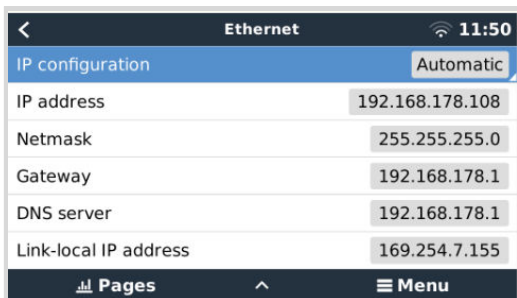 Ethernet 11:50
IP configuration Automatic
IP address 192.168.178.108
Netmask 255.255.255.0
Gateway 192.168.178.1
DNS server 192.168.178.1
Link-local IP address 169.254.7.155
Pages Menu